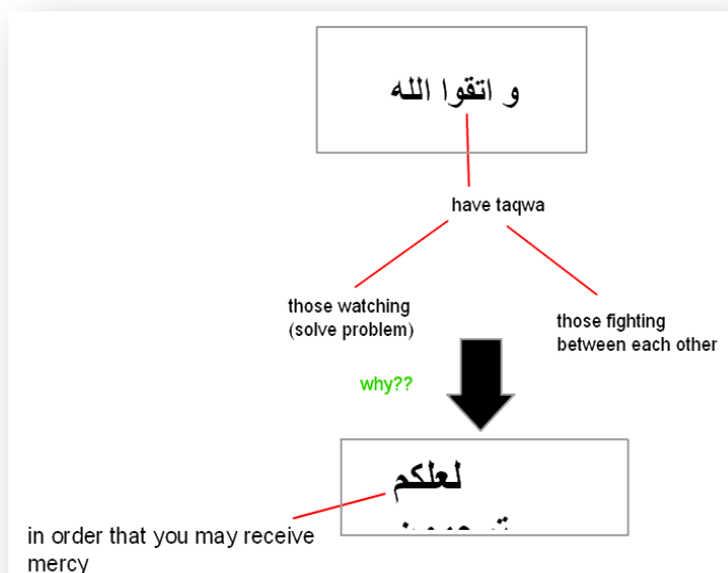 و اتقوا الله
have taqwa
those watching
(solve problem)
those fighting
between each other
why??
لعلكم
in order that you may receive
mercy